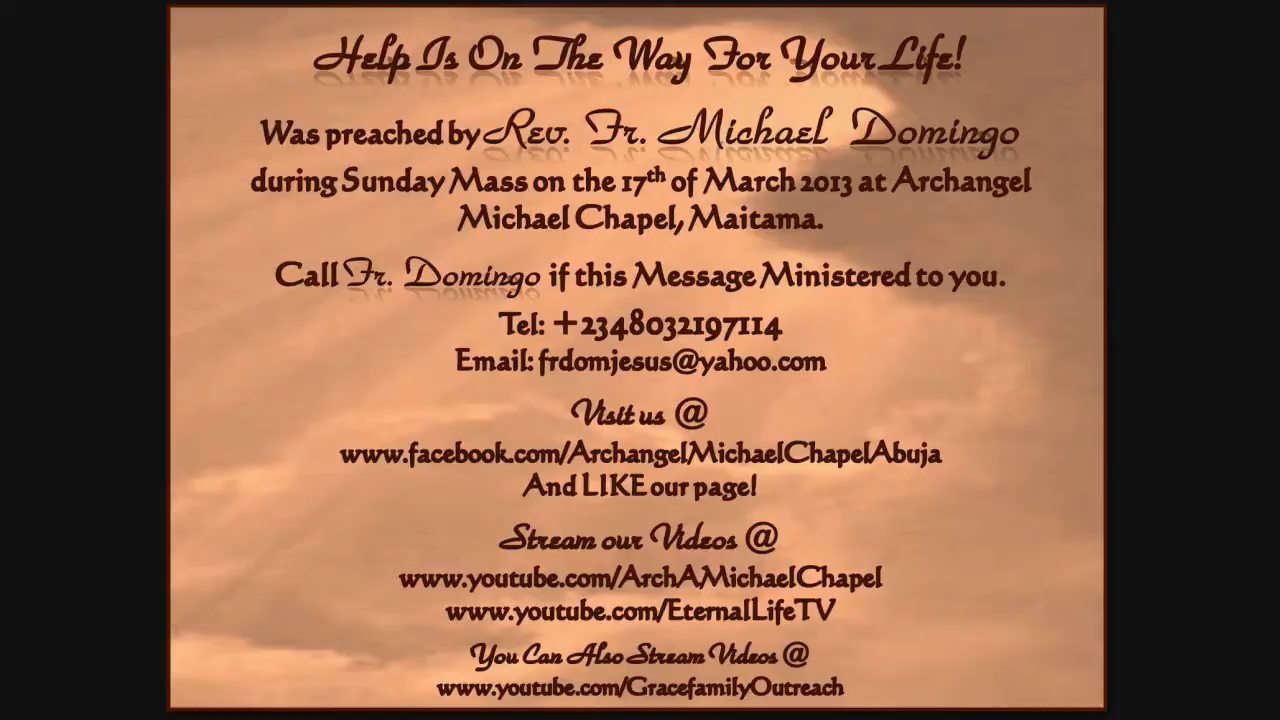 Help Is On The Way For Your Life!
Was preached by Rev. Fr. Michael Domingo
during Sunday Mass on the 17th of March 2013 at Archangel
Michael Chapel, Maitama.
Call Fr. Domingo if this Message Ministered to you.
Tel: +2348032197114
Email: frdomjesus@yahoo.com
Visit us @
www.facebook.com/ArchangelMichaelChapelAbuja
And LIKE our page!
Stream our Videos @
www.youtube.com/ArchAMichaelChapel
www.youtube.com/EternalLifeTV
You Can Also Stream Videos @
www.youtube.com/GracefamilyOutreach